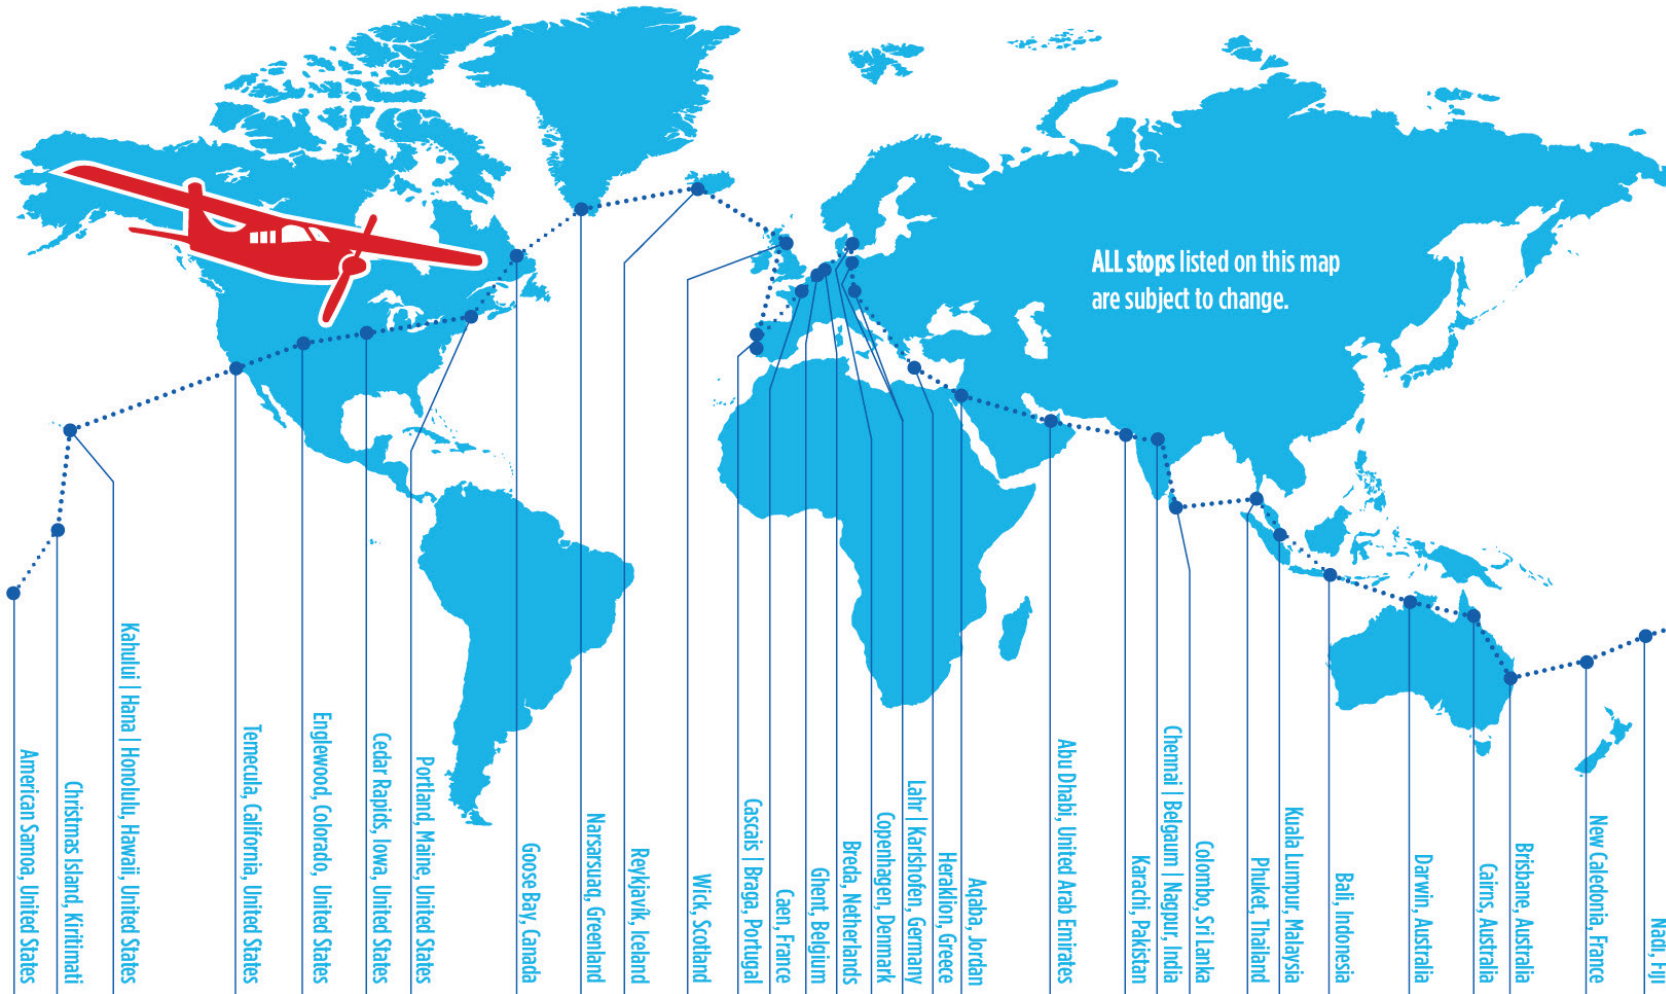 ALL stops listed on this map
are subject to change.
American Samoa, United States
Christmas Island, Kiritimati
Kahului | Hana | Honolulu, Hawaii, United States
Temecula, California, United States
Englewood, Colorado, United States
Cedar Rapids, Iowa, United States
Portland, Maine, United States
Goose Bay, Canada
Narsarsuaq, Greenland
Reykjavík, Iceland
Wick, Scotland
Cascais | Braga, Portugal
Caen, France
Ghent, Belgium
Breda, Netherlands
Copenhagen, Denmark
Lahr | Karlshofen, Germany
Heraklion, Greece
Aqaba, Jordan
Abu Dhabi, United Arab Emirates
Karachi, Pakistan
Chennai | Belgaum | Nagpur, India
Colombo, Sri Lanka
Phuket, Thailand
Kuala Lumpur, Malaysia
Bali, Indonesia
Darwin, Australia
Cairns, Australia
Brisbane, Australia
New Caledonia, France
Nadi, Fiji